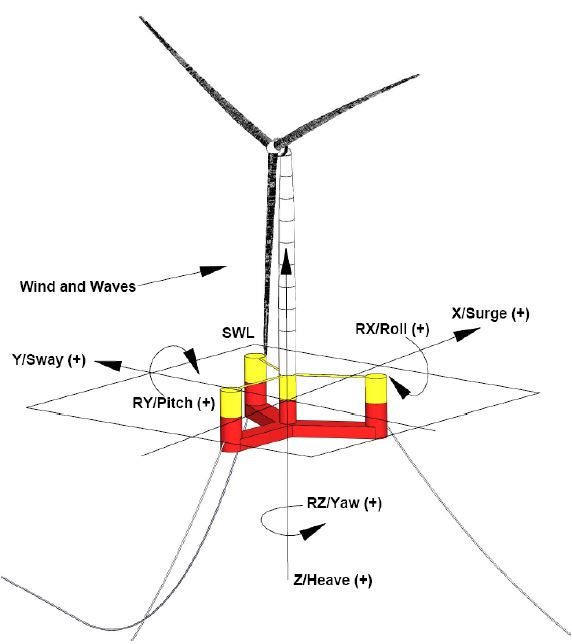 Wind and Waves
X/Surge (+)
RX/Roll (+)
SWL
Y/Sway (+)
RY/Pitch (+)
RZ/Yaw (+)
Z/Heave (+)